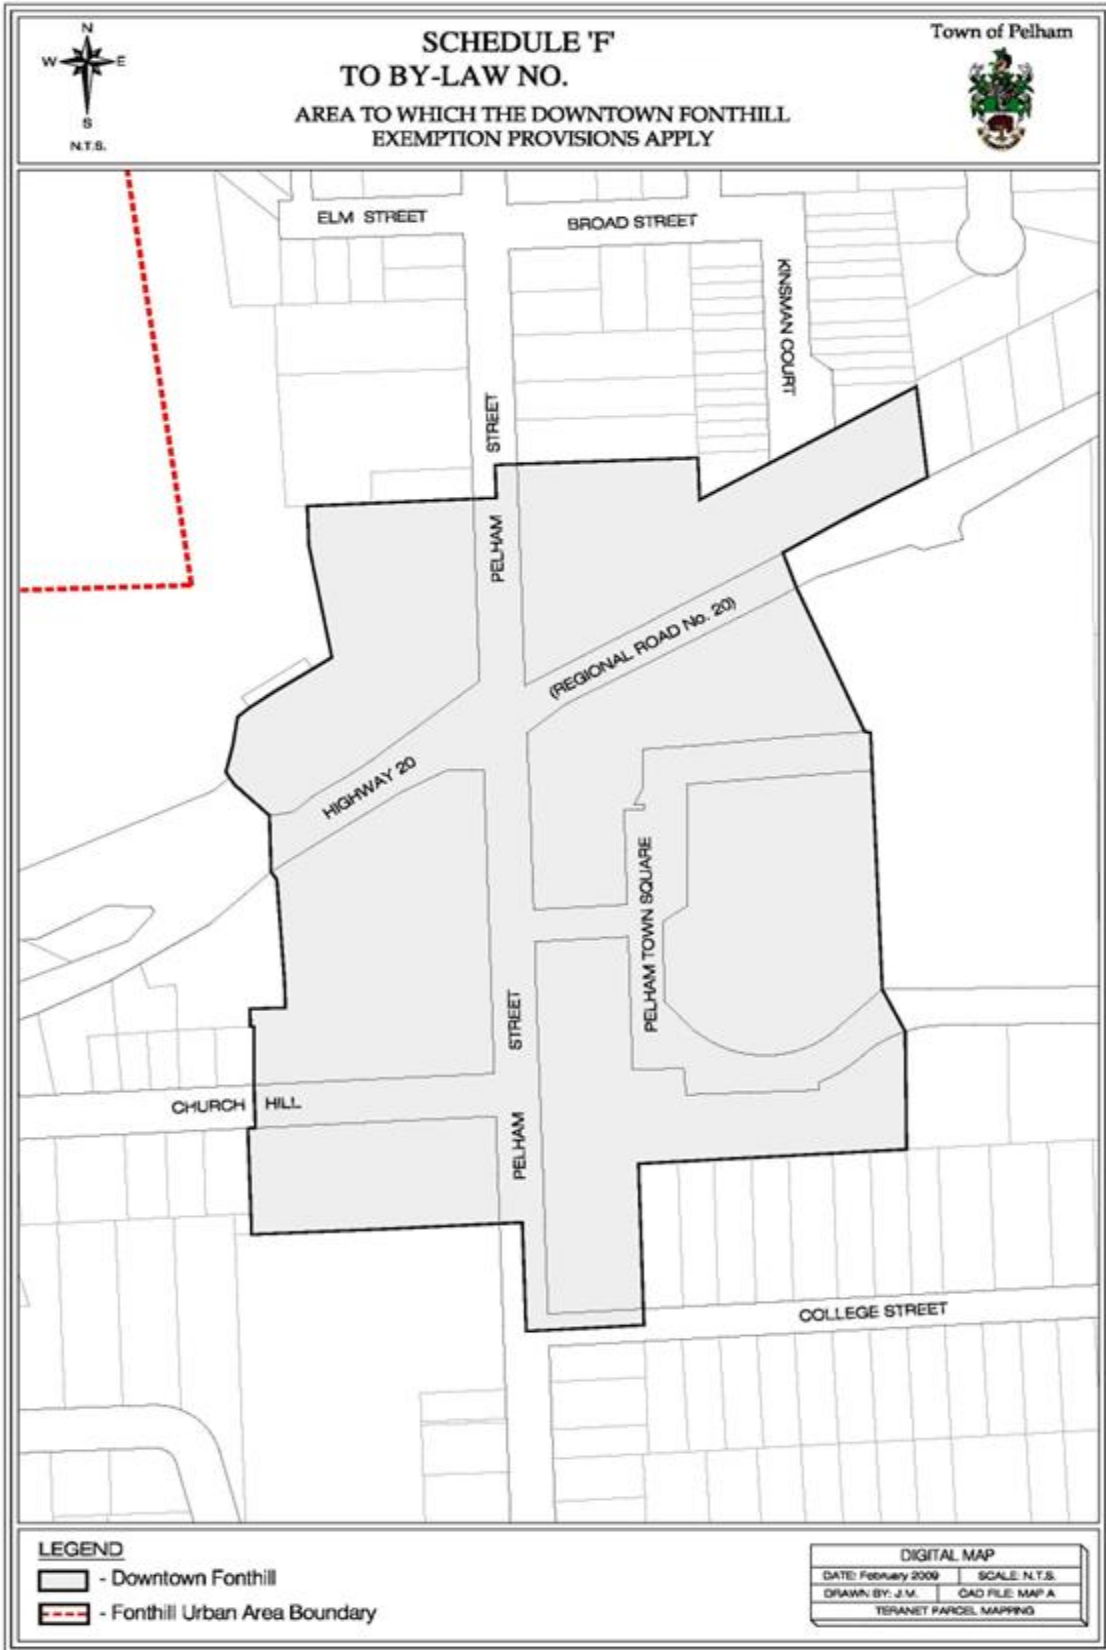 N
W E
S
N.T.S.
SCHEDULE 'F'
TO BY-LAW NO.
AREA TO WHICH THE DOWNTOWN FONTHILL
EXEMPTION PROVISIONS APPLY
Town of Pelham
ELM STREET
BROAD STREET
KINSMAN COURT
STREET
PELHAM
(REGIONAL ROAD No. 20)
HIGHWAY 20
PELHAM TOWN SQUARE
STREET
CHURCH HILL
PELHAM
COLLEGE STREET
LEGEND
- Downtown Fonthill
- Fonthill Urban Area Boundary
DIGITAL MAP
DATE: February 2009 SCALE: N.T.S.
DRAWN BY: J.M. CAD FILE: MAP A
TERANET PARCEL MAPPING